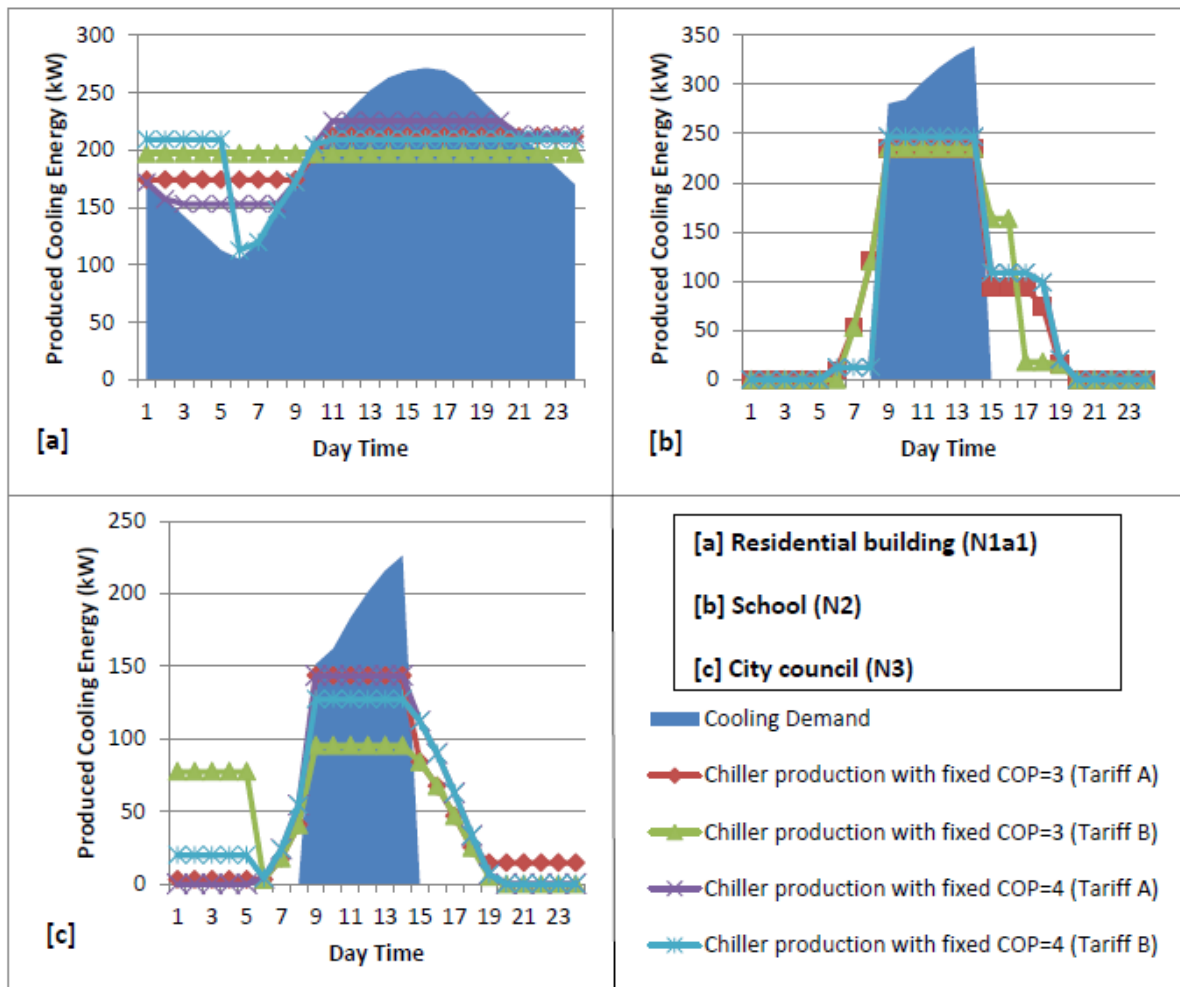 Produced Cooling Energy (kW)
300
250
200
150
100
50
0
1 3 5 7 9 11 13 15 17 19 21 23
Day Time
[a]
Produced Cooling Energy (kW)
350
300
250
200
150
100
50
0
1 3 5 7 9 11 13 15 17 19 21 23
Day Time
[b]
Produced Cooling Energy (kW)
250
200
150
100
50
0
1 3 5 7 9 11 13 15 17 19 21 23
Day Time
[c]
[a] Residential building (N1a1)
[b] School (N2)
[c] City council (N3)
Cooling Demand
Chiller production with fixed COP=3 (Tariff A)
Chiller production with fixed COP=3 (Tariff B)
Chiller production with fixed COP=4 (Tariff A)
Chiller production with fixed COP=4 (Tariff B)